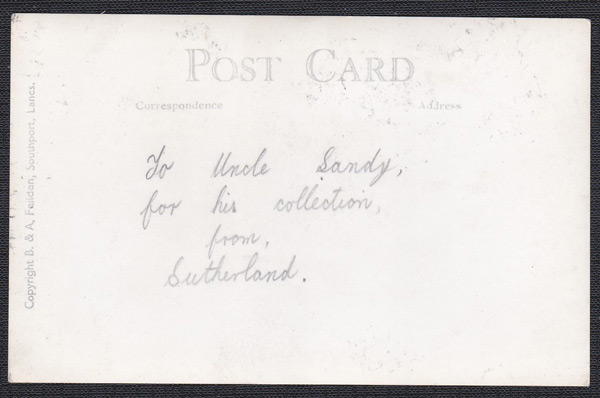 POST CARD
Correspondence
Address
To Uncle Sandy,
for his collection,
from,
Sutherland.
Copyright B. & A. Feilden, Southport, Lancs.